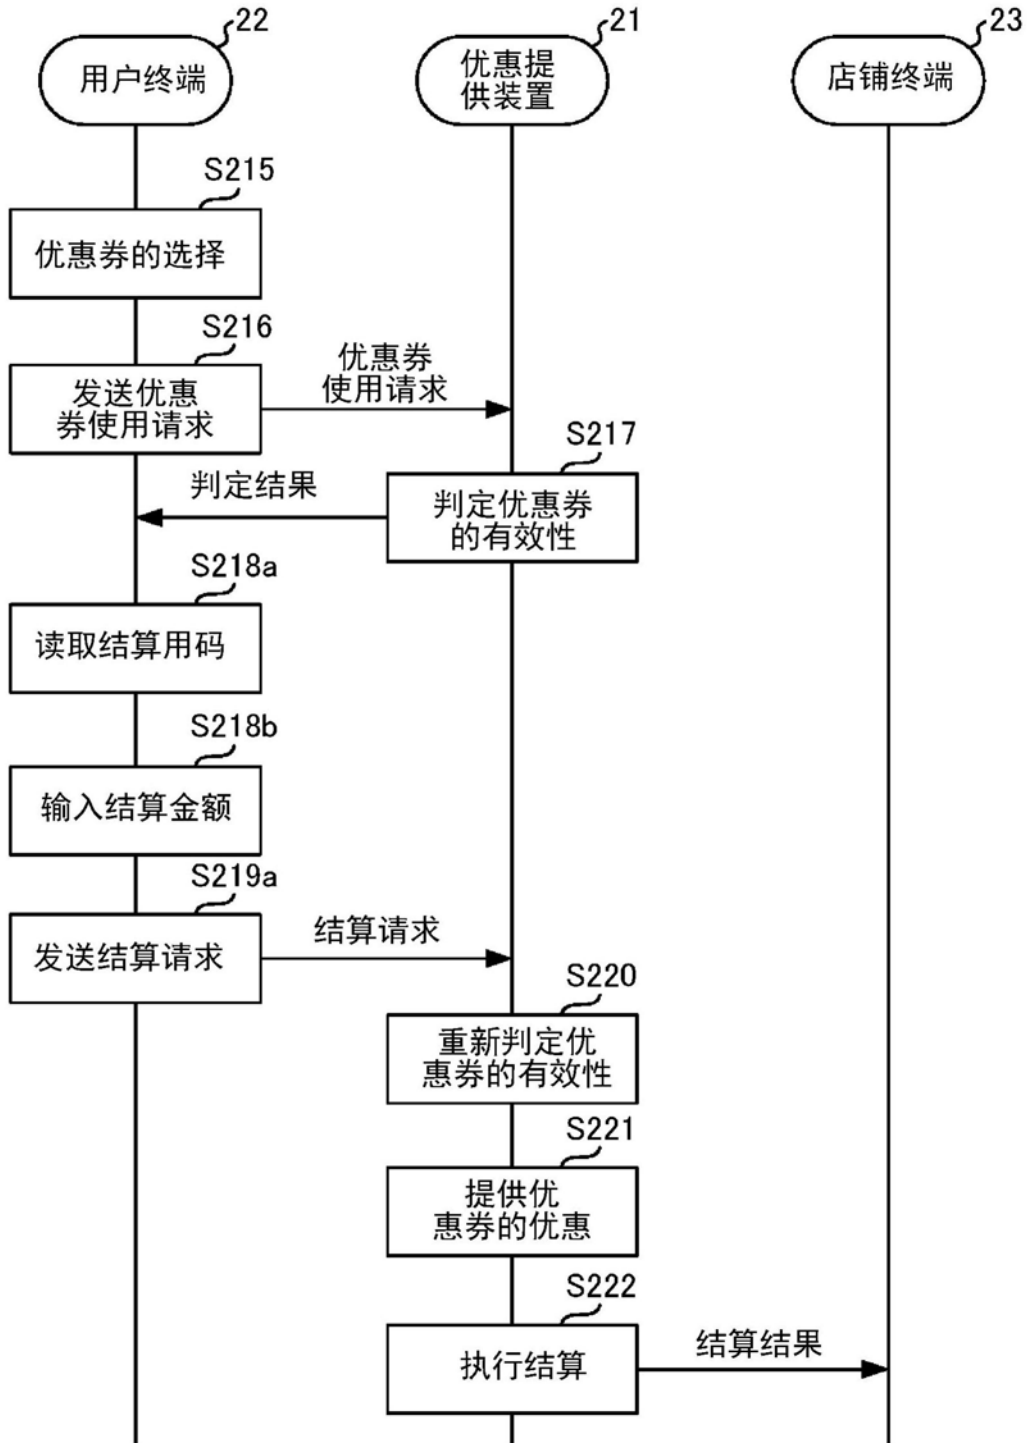 22
21
23
用户终端
优惠提
供装置
店铺终端
S215
优惠券的选择
S216
发送优惠
券使用请求
优惠券
使用请求
S217
判定优惠券
的有效性
判定结果
S218a
读取结算用码
S218b
输入结算金额
S219a
发送结算请求
结算请求
S220
重新判定优
惠券的有效性
S221
提供优
惠券的优惠
S222
执行结算
结算结果